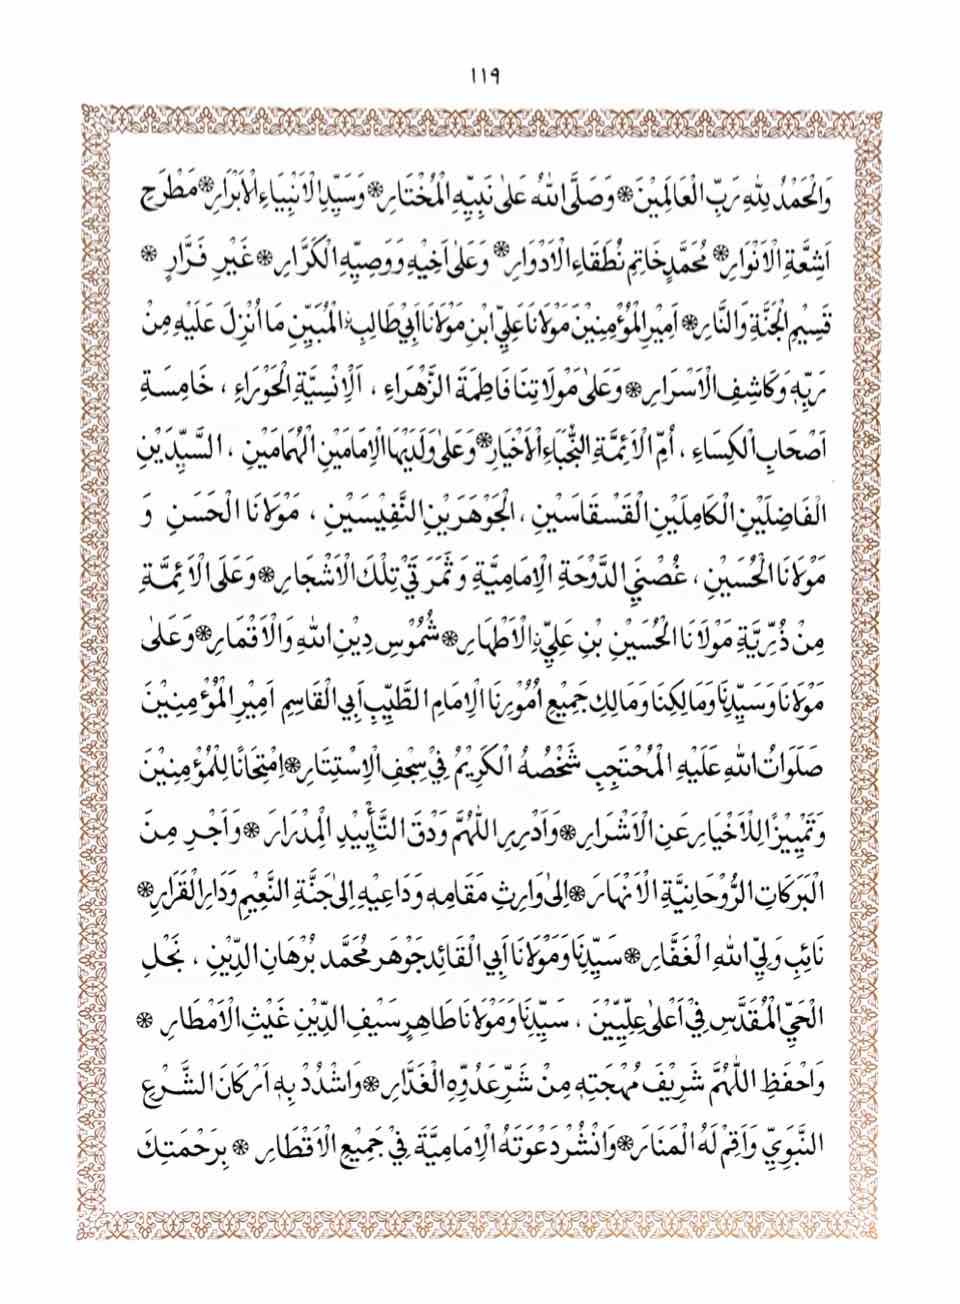 ١١٩
وَالْحَمْدُ لِلّٰهِ رَبِّ الْعَالَمِيْنَ❋ وَصَلَّى اللهُ عَلٰى نَبِيِّهِ الْمُخْتَارِ❋ وَسَيِّدِ الْاَنْبِيَاءِ الْاَبْرَارِ❋ مَطْرَحِ
اَشِعَّةِ الْاَنْوَارِ❋ مُحَمَّدٍ خَاتِمِ نُطَقَاءِ الْاَدْوَارِ❋ وَعَلٰى اَخِيْهِ وَوَصِيِّهِ الْكَرَّارِ❋ غَيْرِ فَرَّارٍ ❋
قَسِيْمِ الْجَنَّةِ وَالنَّارِ❋ اَمِيْرِ الْمُؤْمِنِيْنَ مَوْلَانَا عَلِيِّ ابْنِ مَوْلَانَا اَبِيْ طَالِبٍ الْمُبَيِّنِ مَا اُنْزِلَ عَلَيْهِ مِنْ
رَبِّهِ وَكَاشِفِ الْاَسْرَارِ❋ وَعَلٰى مَوْلَاتِنَا فَاطِمَةَ الزَّهْرَاءِ ، اَلْاِنْسِيَّةِ الْحَوْرَاءِ ، خَامِسَةِ
اَصْحَابِ الْكِسَاءِ ، اُمِّ الْاَئِمَّةِ النُّجَبَاءِ الْاَخْيَارِ❋ وَعَلٰى وَلَدَيْهَا الْاِمَامَيْنِ الْهُمَامَيْنِ ، السَّيِّدَيْنِ
الْفَاضِلَيْنِ الْكَامِلَيْنِ الْقَسْقَاسَيْنِ ، الْجَوْهَرَيْنِ النَّفِيْسَيْنِ ، مَوْلَانَا الْحَسَنِ وَ
مَوْلَانَا الْحُسَيْنِ ، غُصْنَيِ الدَّوْحَةِ الْاِمَامِيَّةِ وَثَمَرَتَيْ تِلْكَ الْاَشْجَارِ❋ وَعَلَى الْاَئِمَّةِ
مِنْ ذُرِّيَّةِ مَوْلَانَا الْحُسَيْنِ بْنِ عَلِيٍّ الْاَطْهَارِ❋ شُمُوْسِ دِيْنِ اللهِ وَالْاَقْمَارِ❋ وَعَلٰى
مَوْلَانَا وَسَيِّدِنَا وَمَالِكِنَا وَمَالِكِ جَمِيْعِ اُمُوْرِنَا الْاِمَامِ الطَّيِّبِ اَبِي الْقَاسِمِ اَمِيْرِ الْمُؤْمِنِيْنَ
صَلَوَاتُ اللهِ عَلَيْهِ الْمُحْتَجِبِ شَخْصُهُ الْكَرِيْمُ فِيْ سِجْفِ الْاِسْتِتَارِ❋ اِمْتِحَانًا لِلْمُؤْمِنِيْنَ
وَتَمْيِيْزًا لِلْاَخْيَارِ عَنِ الْاَشْرَارِ❋ وَاَدْرِرِ اللّٰهُمَّ وَدْقَ التَّأْيِيْدِ الْمِدْرَارَ ❋ وَاَجْرِ مِنَ
الْبَرَكَاتِ الرُّوْحَانِيَّةِ الْاَنْهَارَ ❋ اِلٰى وَارِثِ مَقَامِهِ وَدَاعِيْهِ اِلٰى جَنَّةِ النَّعِيْمِ وَدَارِ الْقَرَارِ❋
نَائِبِ وَلِيِّ اللهِ الْغَفَّارِ❋ سَيِّدِنَا وَمَوْلَانَا اَبِي الْقَائِدِ جَوْهَرٍ مُحَمَّدٍ بُرْهَانِ الدِّيْنِ ، نَجْلِ
الْحَيِّ الْمُقَدَّسِ فِيْ اَعْلٰى عِلِّيِّيْنَ ، سَيِّدِنَا وَمَوْلَانَا طَاهِرٍ سَيْفِ الدِّيْنِ غَيْثِ الْاَمْطَارِ ❋
وَاحْفَظِ اللّٰهُمَّ شَرِيْفَ مُهْجَتِهِ مِنْ شَرِّ عَدُوِّهِ الْغَدَّارِ ❋ وَاشْدُدْ بِهِ اَرْكَانَ الشَّرْعِ
النَّبَوِيِّ وَاَقِمْ لَهُ الْمَنَارَ❋ وَانْشُرْ دَعْوَتَهُ الْاِمَامِيَّةَ فِيْ جَمِيْعِ الْاَقْطَارِ ❋ بِرَحْمَتِكَ